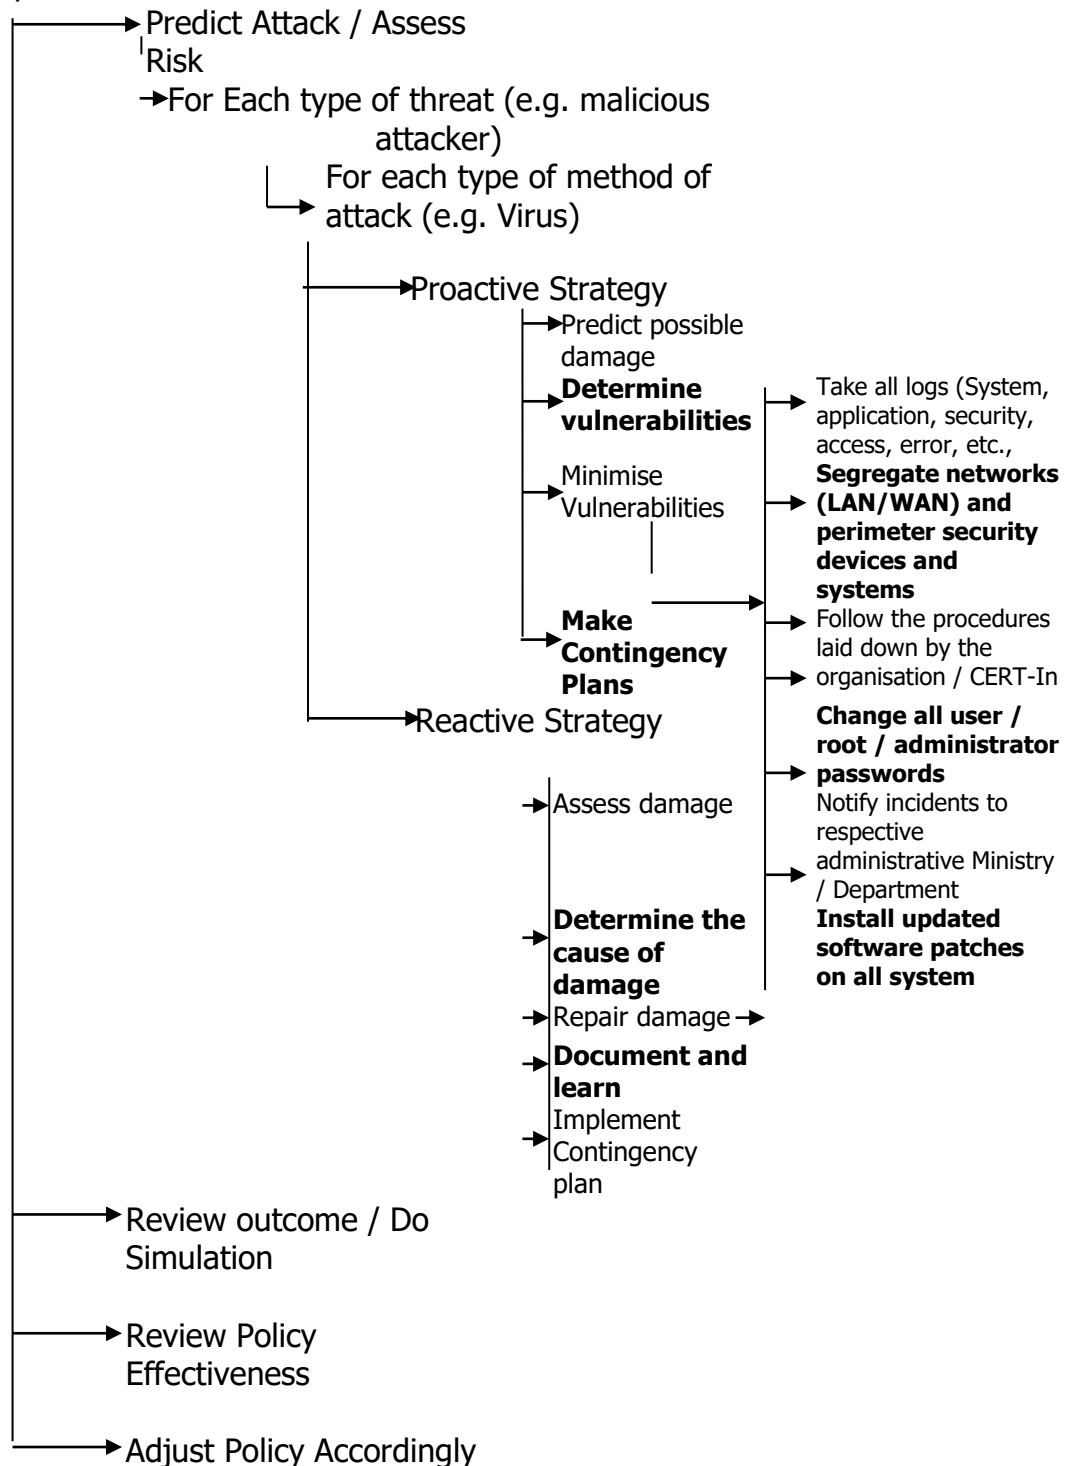 Predict Attack / Assess
Risk
For Each type of threat (e.g. malicious
attacker)
For each type of method of
attack (e.g. Virus)
Proactive Strategy
Predict possible
damage
Determine
vulnerabilities
Minimise
Vulnerabilities
Make
Contingency
Plans
Take all logs (System,
application, security,
access, error, etc.,
Segregate networks
(LAN/WAN) and
perimeter security
devices and
systems
Follow the procedures
laid down by the
organisation / CERT-In
Change all user /
root / administrator
passwords
Notify incidents to
respective
administrative Ministry
/ Department
Install updated
software patches
on all system
Reactive Strategy
Assess damage
Determine the
cause of
damage
Repair damage
Document and
learn
Implement
Contingency
plan
Review outcome / Do
Simulation
Review Policy
Effectiveness
Adjust Policy Accordingly